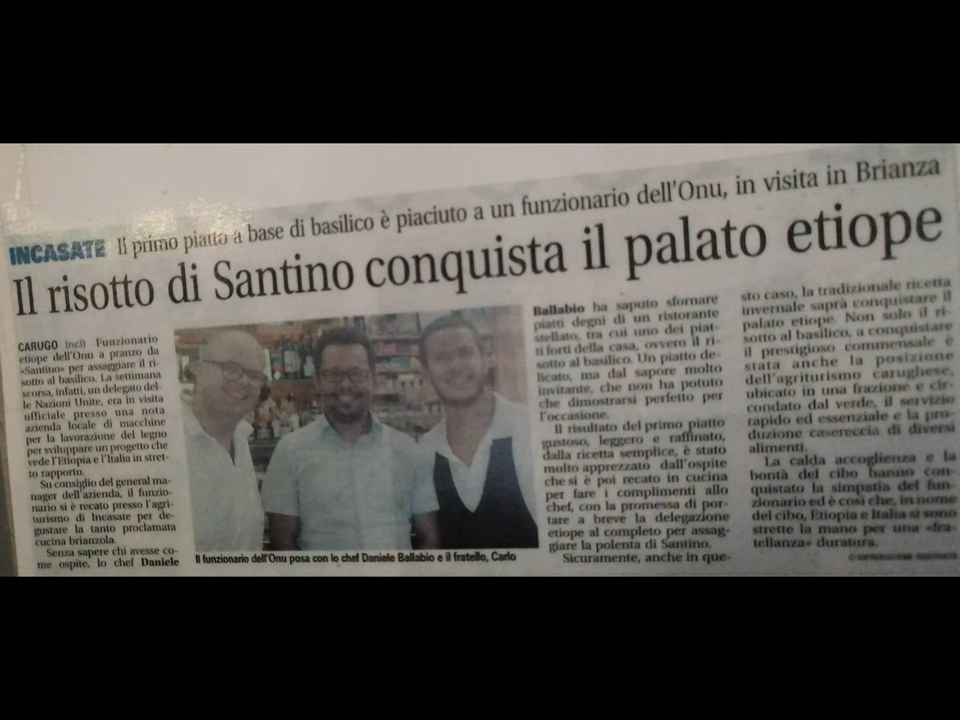 INCASATE Il primo piatto a base di basilico è piaciuto a un funzionario dell'Onu, in visita in Brianza
Il risotto di Santino conquista il palato etiope
CARUGO (ncl) Funzionario
etiope dell'Onu a pranzo da
«Santino» per assaggiare il ri-
sotto al basilico. La settimana
scorsa, infatti, un delegato del-
le Nazioni Unite, era in visita
ufficiale presso una nota
azienda locale di macchine
per la lavorazione del legno
per sviluppare un progetto che
vede l'Etiopia e l'Italia in stret-
to rapporto.
Su consiglio del general ma-
nager dell'azienda, il funzio-
nario si è recato presso l'agri-
turismo di Incasate per de-
gustare la tanto proclamata
cucina brianzola.
Senza sapere chi avesse co-
me ospite, lo chef Daniele
Il funzionario dell'Onu posa con lo chef Daniele Ballabio e il fratello, Carlo
Ballabio ha saputo sfornare
piatti degni di un ristorante
stellato, tra cui uno dei piat-
ti forti della casa, ovvero il ri-
sotto al basilico. Un piatto de-
licato, ma dal sapore molto
invitante, che non ha potuto
che dimostrarsi perfetto per
l'occasione.
Il risultato del primo piatto
gustoso, leggero e raffinato,
dalla ricetta semplice, è stato
molto apprezzato dall'ospite
che si è poi recato in cucina
per fare i complimenti allo
chef, con la promessa di por-
tare a breve la delegazione
etiope al completo per assag-
giare la polenta di Santino.
Sicuramente, anche in que-
sto caso, la tradizionale ricetta
invernale saprà conquistare il
palato etiope. Non solo il ri-
sotto al basilico, a conquistare
il prestigioso commensale è
stata anche la posizione
dell'agriturismo carughese,
ubicato in una frazione e cir-
condato dal verde, il servizio
rapido ed essenziale e la pro-
duzione casereccia di diversi
alimenti.
La calda accoglienza e la
bontà del cibo hanno con-
quistato la simpatia del fun-
zionario ed è così che, in nome
del cibo, Etiopia e Italia si sono
strette la mano per una «fra-
tellanza» duratura.
© RIPRODUZIONE RISERVATA